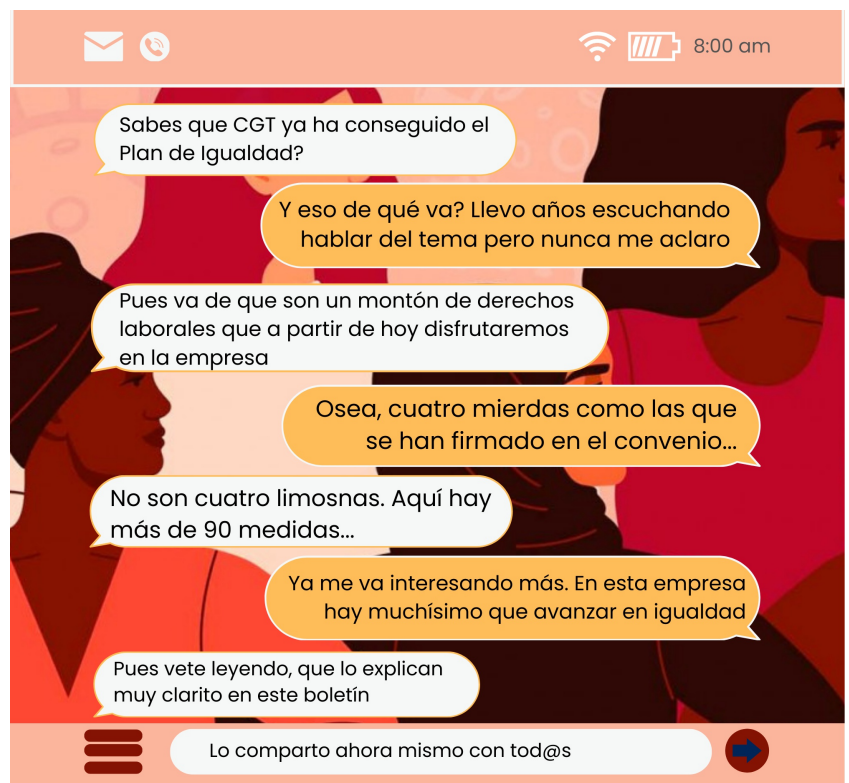 8:00 am
Sabes que CGT ya ha conseguido el
Plan de Igualdad?
Y eso de qué va? Llevo años escuchando
hablar del tema pero nunca me aclaro
Pues va de que son un montón de derechos
laborales que a partir de hoy disfrutaremos
en la empresa
Osea, cuatro mierdas como las que
se han firmado en el convenio...
No son cuatro limosnas. Aquí hay
más de 90 medidas...
Ya me va interesando más. En esta empresa
hay muchísimo que avanzar en igualdad
Pues vete leyendo, que lo explican
muy clarito en este boletín
Lo comparto ahora mismo con tod@s